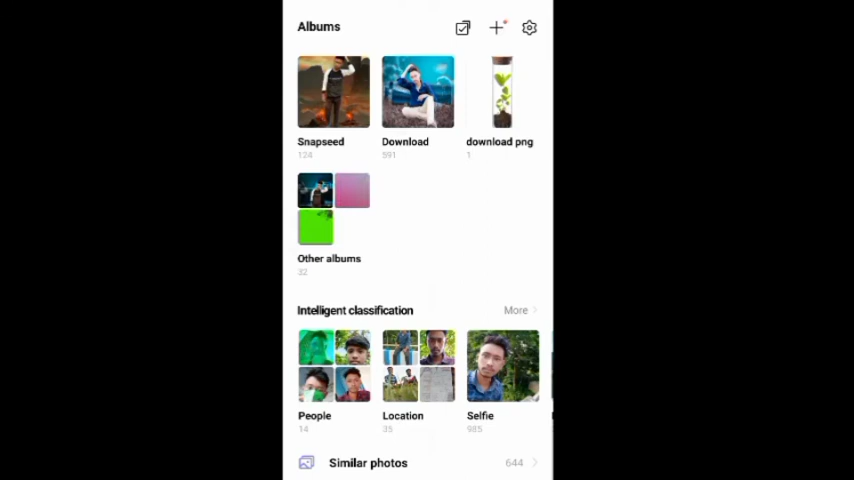 Albums
Snapseed Download download png
124 591 1
Other albums
32
Intelligent classification More
People Location Selfie
14 35 985
Similar photos 644